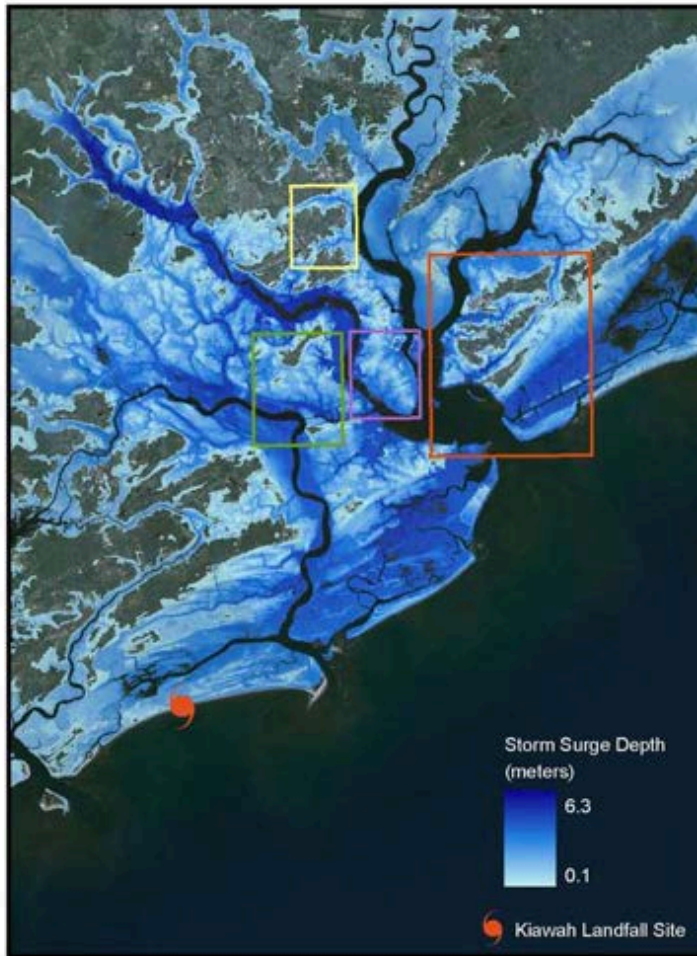 Storm Surge Depth
(meters)
6.3
0.1
Kiawah Landfall Site